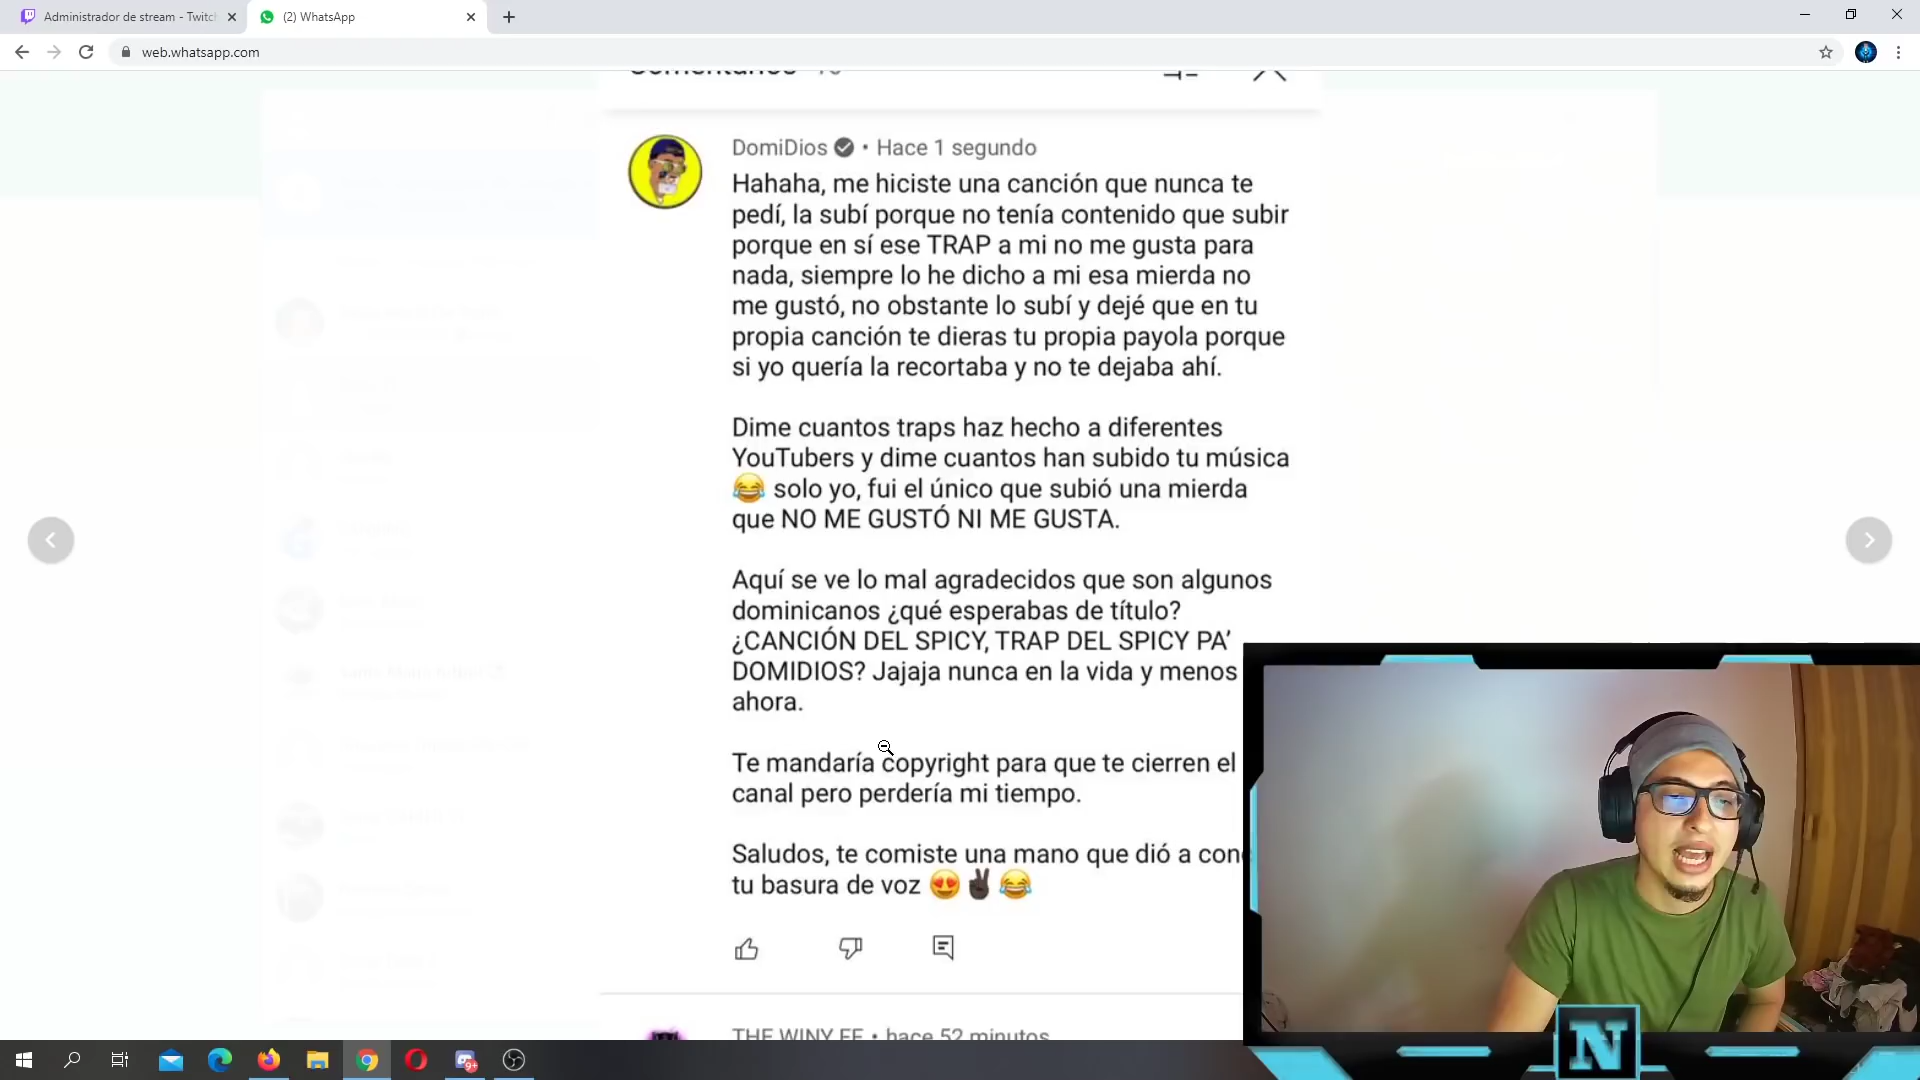 Administrador de stream - Twitch
(2) WhatsApp
web.whatsapp.com
Comentarios
DomiDios • Hace 1 segundo
Hahaha, me hiciste una canción que nunca te
pedí, la subí porque no tenía contenido que subir
porque en sí ese TRAP a mi no me gusta para
nada, siempre lo he dicho a mi esa mierda no
me gustó, no obstante lo subí y dejé que en tu
propia canción te dieras tu propia payola porque
si yo quería la recortaba y no te dejaba ahí.
Dime cuantos traps haz hecho a diferentes
YouTubers y dime cuantos han subido tu música
😂 solo yo, fui el único que subió una mierda
que NO ME GUSTÓ NI ME GUSTA.
Aquí se ve lo mal agradecidos que son algunos
dominicanos ¿qué esperabas de título?
¿CANCIÓN DEL SPICY, TRAP DEL SPICY PA’
DOMIDIOS? Jajaja nunca en la vida y menos
ahora.
Te mandaría copyright para que te cierren el
canal pero perdería mi tiempo.
Saludos, te comiste una mano que dió a con
tu basura de voz 😍✌🏿😂
THE WINY FF • hace 52 minutos
N